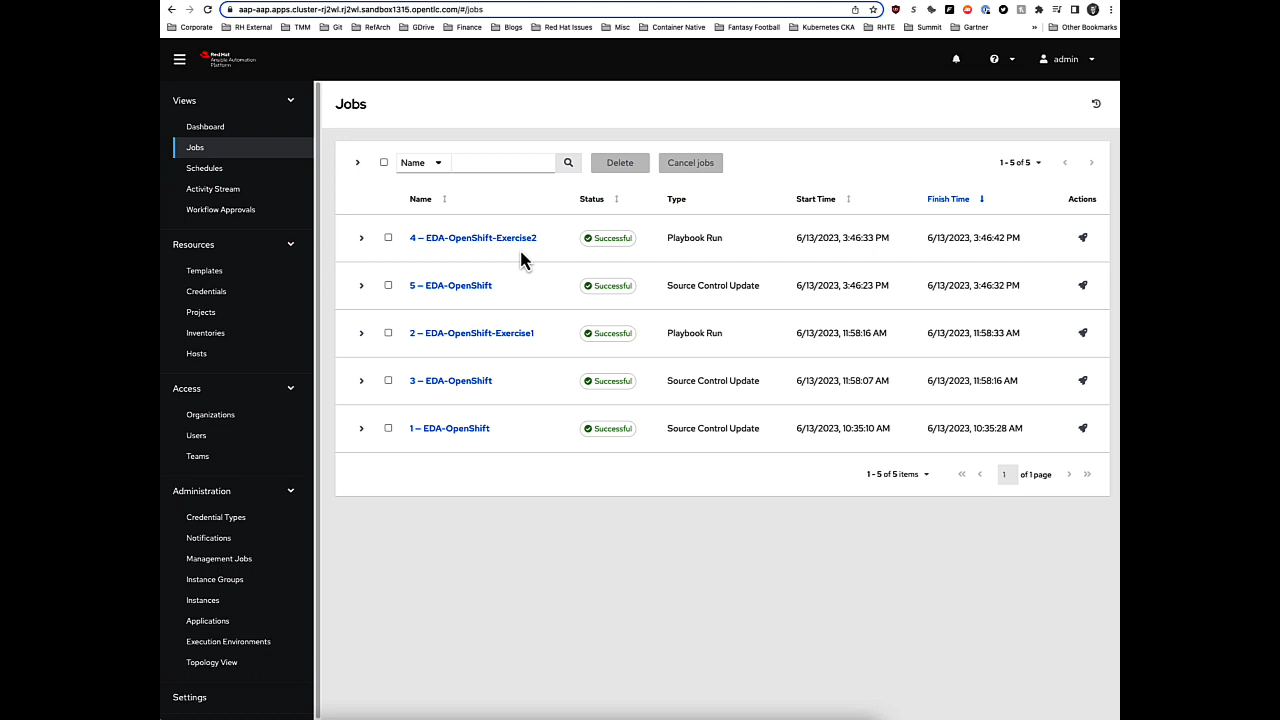 aap-aap.apps.cluster-rj2wl.rj2wl.sandbox1315.opentlc.com/#/jobs
Corporate RH External TMM Git RefArch GDrive Finance Blogs Red Hat Issues Misc Container Native Fantasy Football Kubernetes CKA RHTE Summit Gartner » Other Bookmarks
Red Hat
Ansible Automation
Platform
admin
Views
Dashboard
Jobs
Schedules
Activity Stream
Workflow Approvals
Resources
Templates
Credentials
Projects
Inventories
Hosts
Access
Organizations
Users
Teams
Administration
Credential Types
Notifications
Management Jobs
Instance Groups
Instances
Applications
Execution Environments
Topology View
Settings
Jobs
Name Delete Cancel jobs 1 - 5 of 5
Name Status Type Start Time Finish Time Actions
4 – EDA-OpenShift-Exercise2 Successful Playbook Run 6/13/2023, 3:46:33 PM 6/13/2023, 3:46:42 PM
5 – EDA-OpenShift Successful Source Control Update 6/13/2023, 3:46:23 PM 6/13/2023, 3:46:32 PM
2 – EDA-OpenShift-Exercise1 Successful Playbook Run 6/13/2023, 11:58:16 AM 6/13/2023, 11:58:33 AM
3 – EDA-OpenShift Successful Source Control Update 6/13/2023, 11:58:07 AM 6/13/2023, 11:58:16 AM
1 – EDA-OpenShift Successful Source Control Update 6/13/2023, 10:35:10 AM 6/13/2023, 10:35:28 AM
1 - 5 of 5 items 1 of 1 page